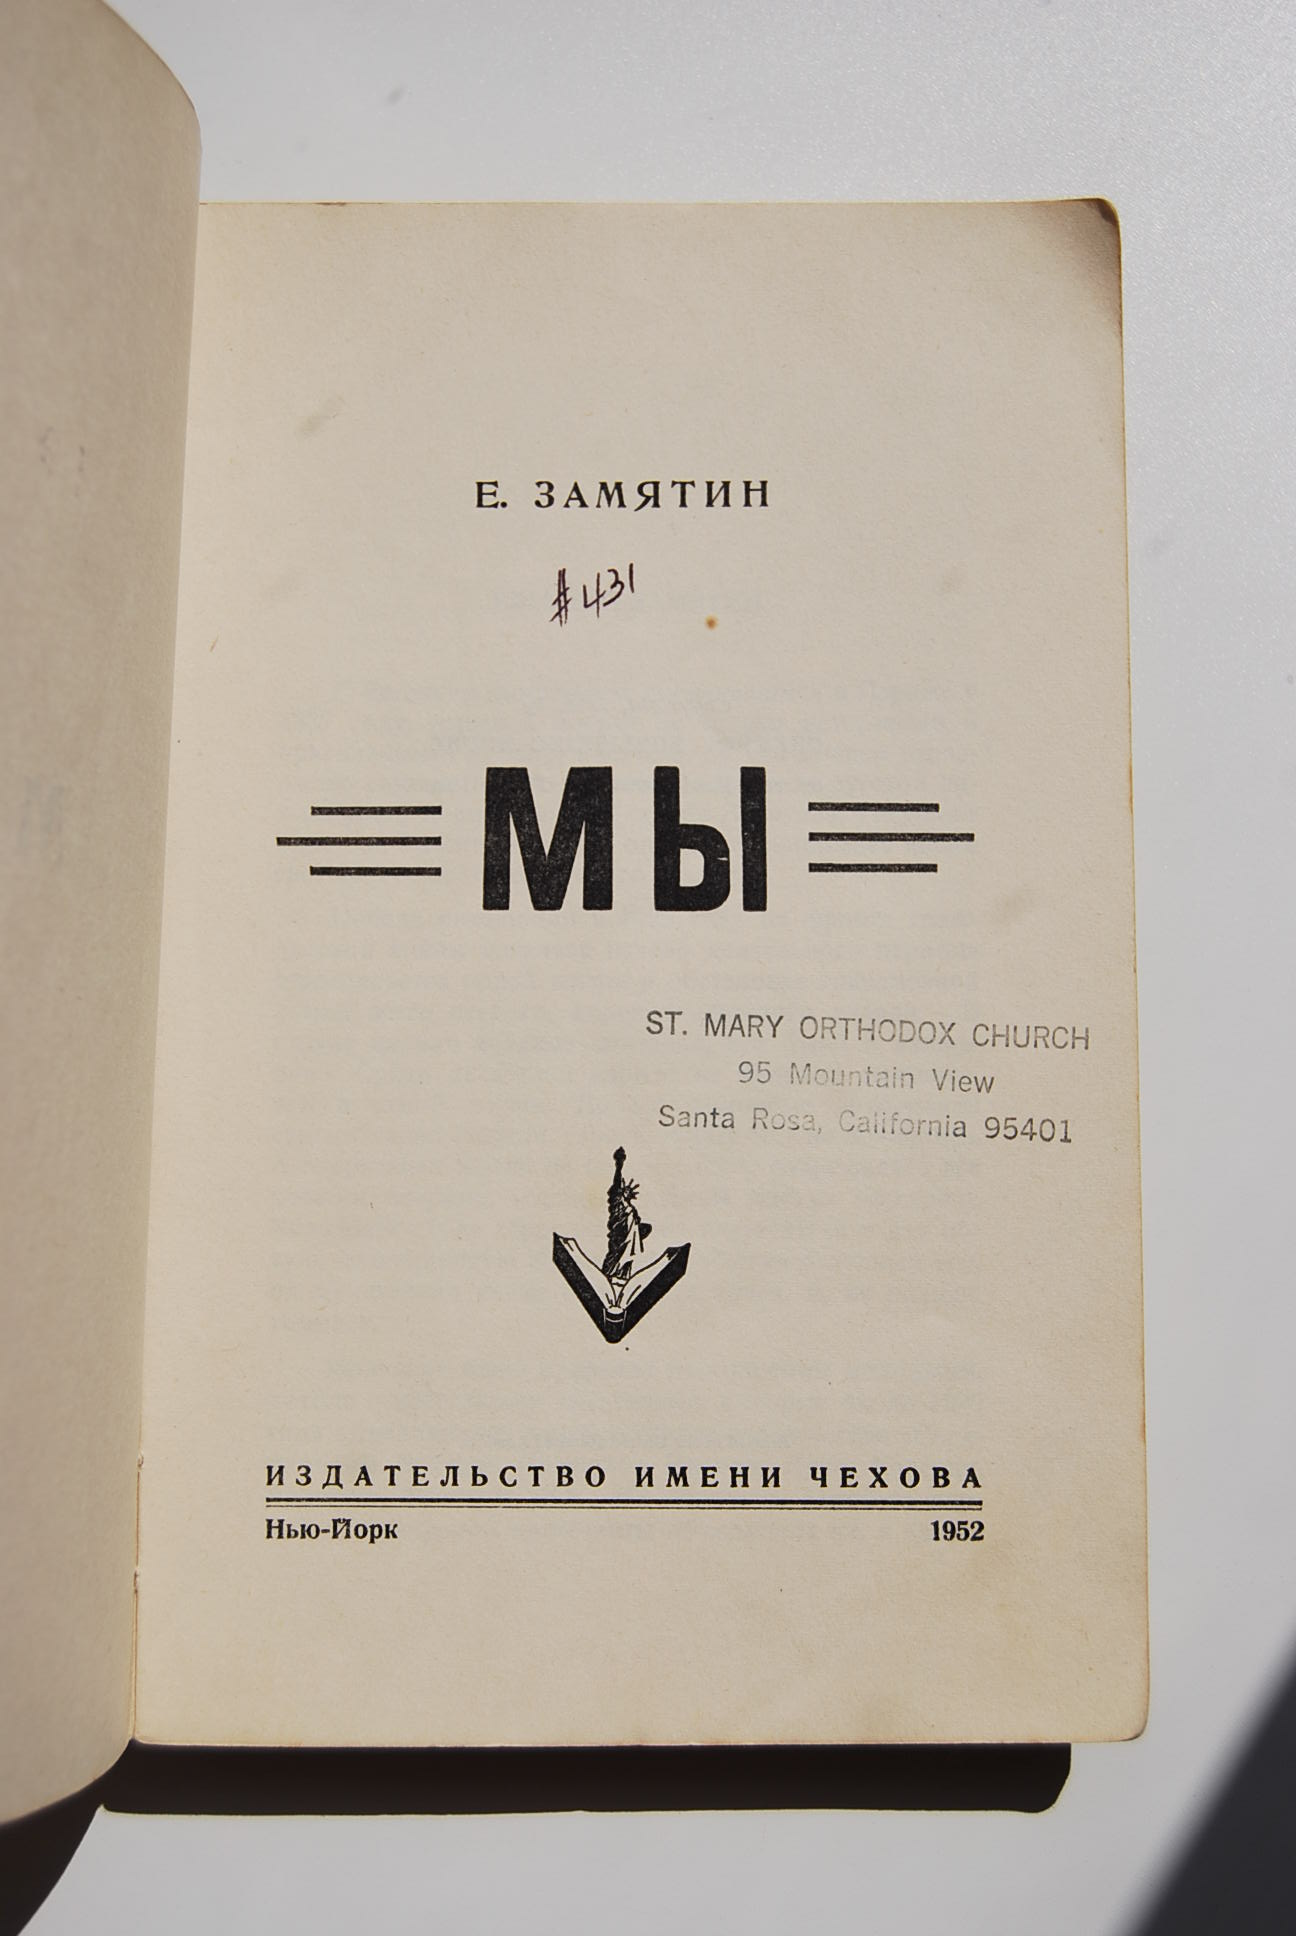 Е. ЗАМЯТИН
#431
МЫ
ST. MARY ORTHODOX CHURCH
95 Mountain View
Santa Rosa, California 95401
ИЗДАТЕЛЬСТВО ИМЕНИ ЧЕХОВА
Нью-Йорк 1952